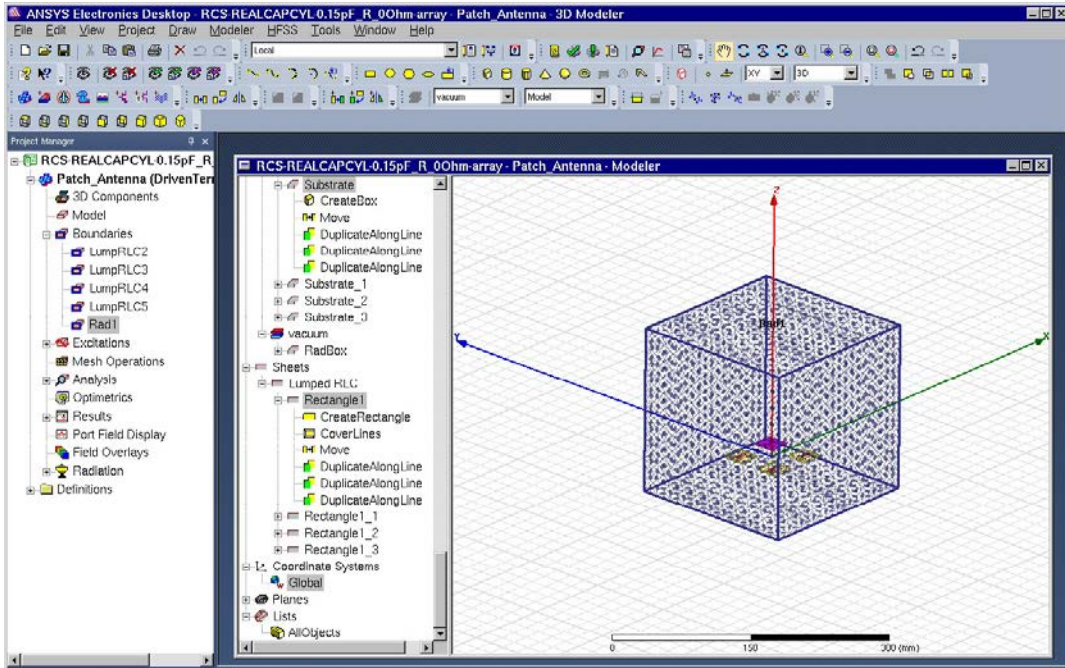 ANSYS Electronics Desktop - RCS-REALCAPCYL-0.15pF_R_0Ohm-array - Patch_Antenna - 3D Modeler
File Edit View Project Draw Modeler HFSS Tools Window Help
Local
XY 3D
vacuum Model
Project Manager
RCS-REALCAPCYL-0.15pF_R_
Patch_Antenna (DrivenTer
3D Components
Model
Boundaries
LumpRLC2
LumpRLC3
LumpRLC4
LumpRLC5
Rad1
Excitations
Mesh Operations
Analysis
Optimetrics
Results
Port Field Display
Field Overlays
Radiation
Definitions
RCS-REALCAPCYL-0.15pF_R_0Ohm-array - Patch_Antenna - Modeler
Substrate
CreateBox
Move
DuplicateAlongLine
DuplicateAlongLine
DuplicateAlongLine
Substrate_1
Substrate_2
Substrate_3
vacuum
RadBox
Sheets
Lumped RLC
Rectangle1
CreateRectangle
CoverLines
Move
DuplicateAlongLine
DuplicateAlongLine
DuplicateAlongLine
Rectangle1_1
Rectangle1_2
Rectangle1_3
Coordinate Systems
Global
Planes
Lists
AllObjects
Z
Rad1
Y
X
0 150 300 (mm)